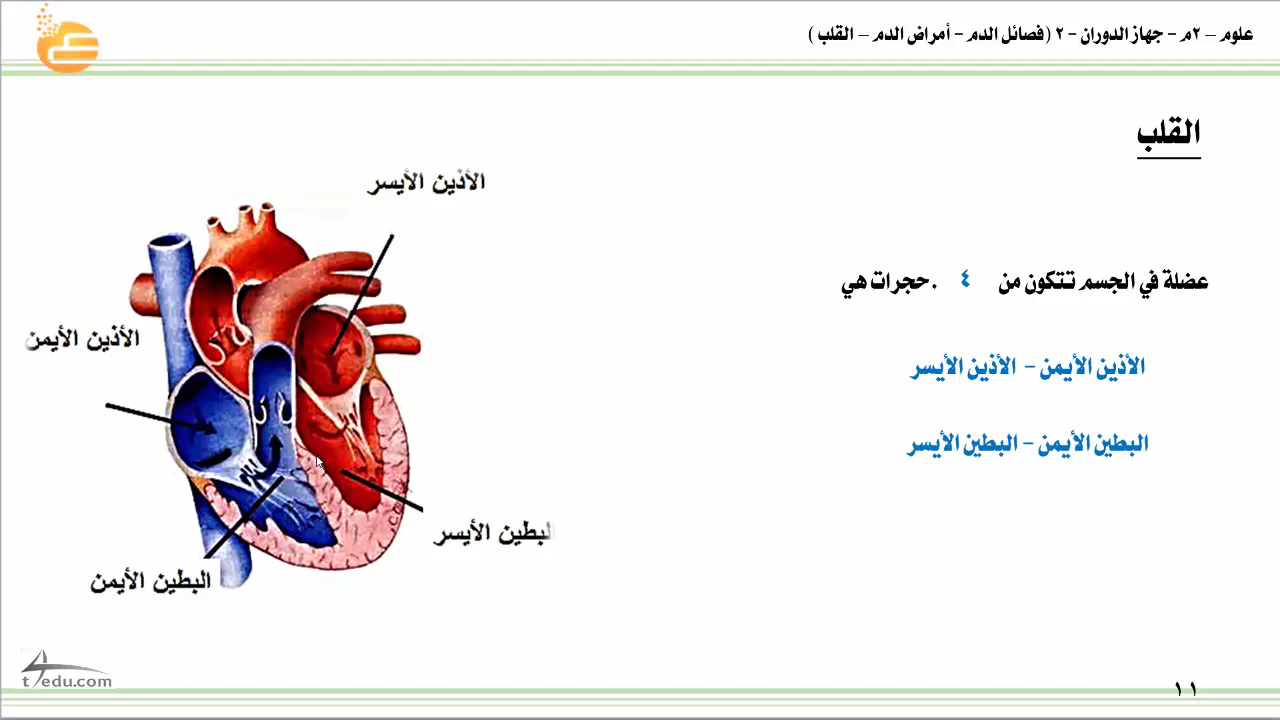 علوم – ٢م - جهاز الدوران - ٢ (فصائل الدم - أمراض الدم – القلب )
القلب
عضلة في الجسم تتكون من ٤ .حجرات هي
الأذين الأيمن - الأذين الأيسر
البطين الأيمن - البطين الأيسر
الأذين الأيسر
الأذين الأيمن
البطين الأيسر
البطين الأيمن
t4edu.com
١١